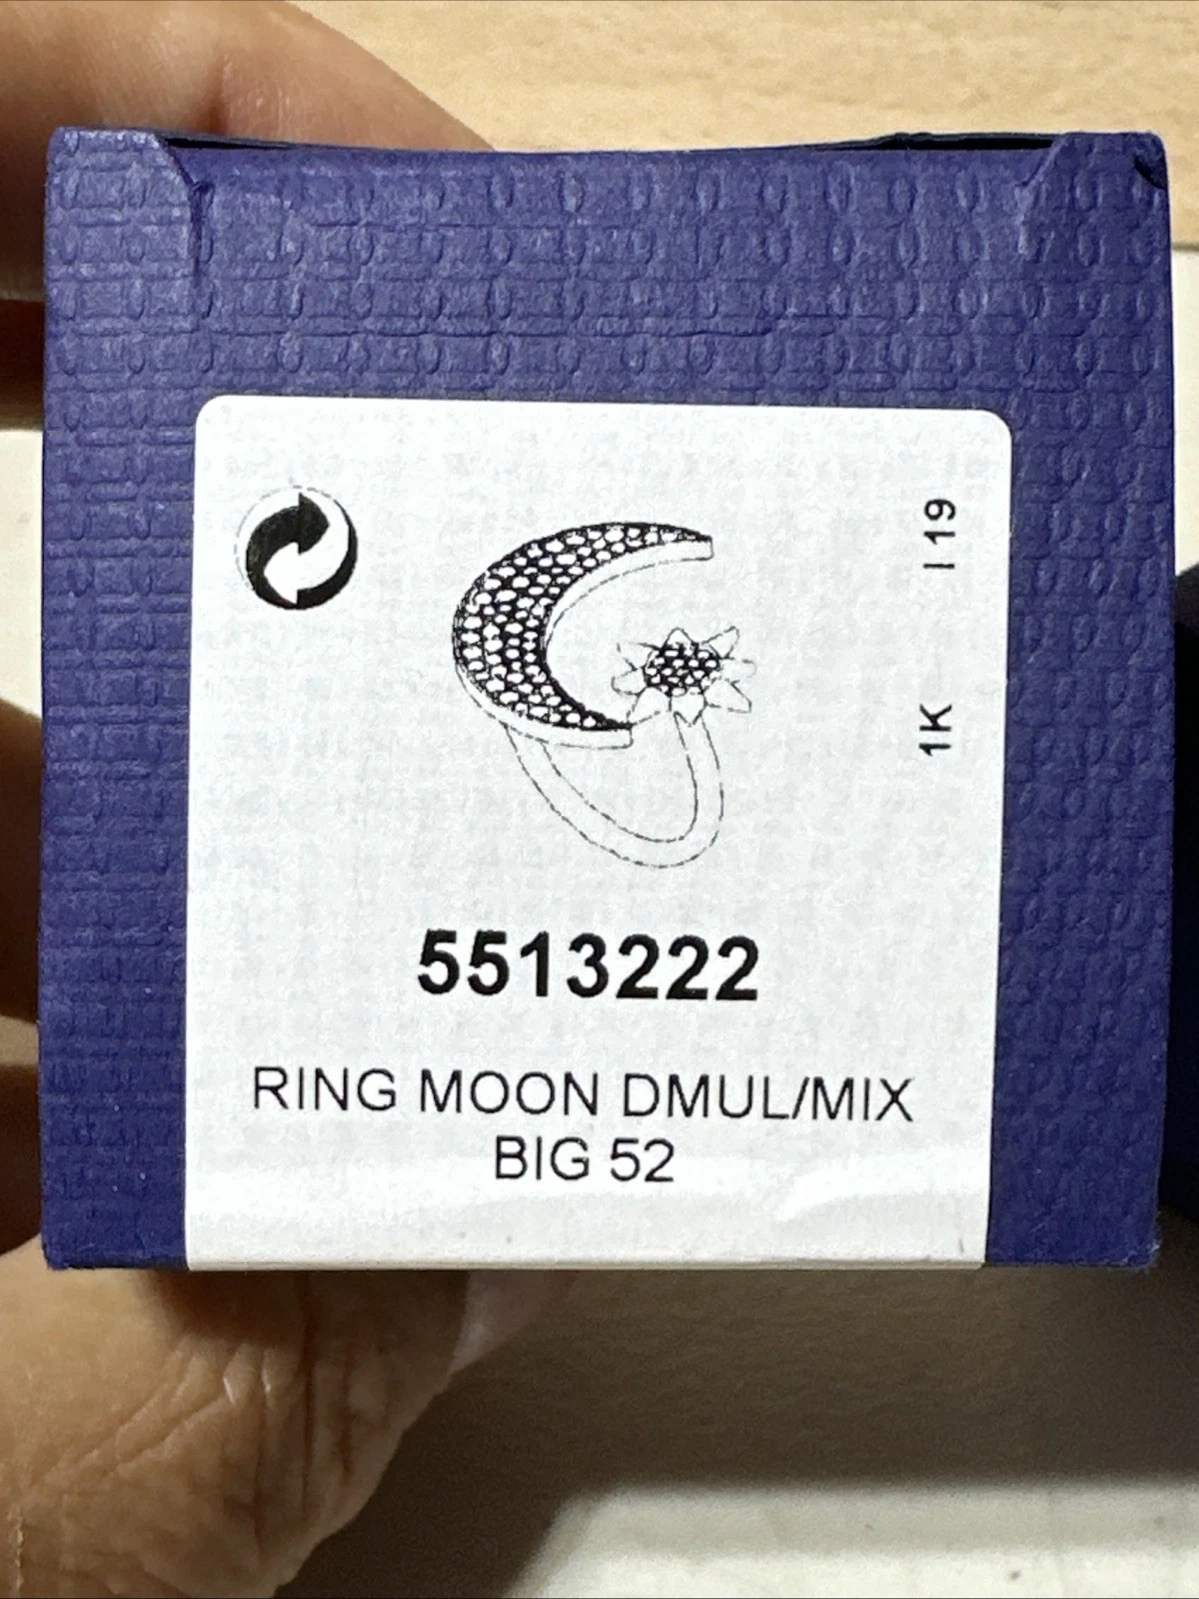 I 19
1K
5513222
RING MOON DMUL/MIX
BIG 52